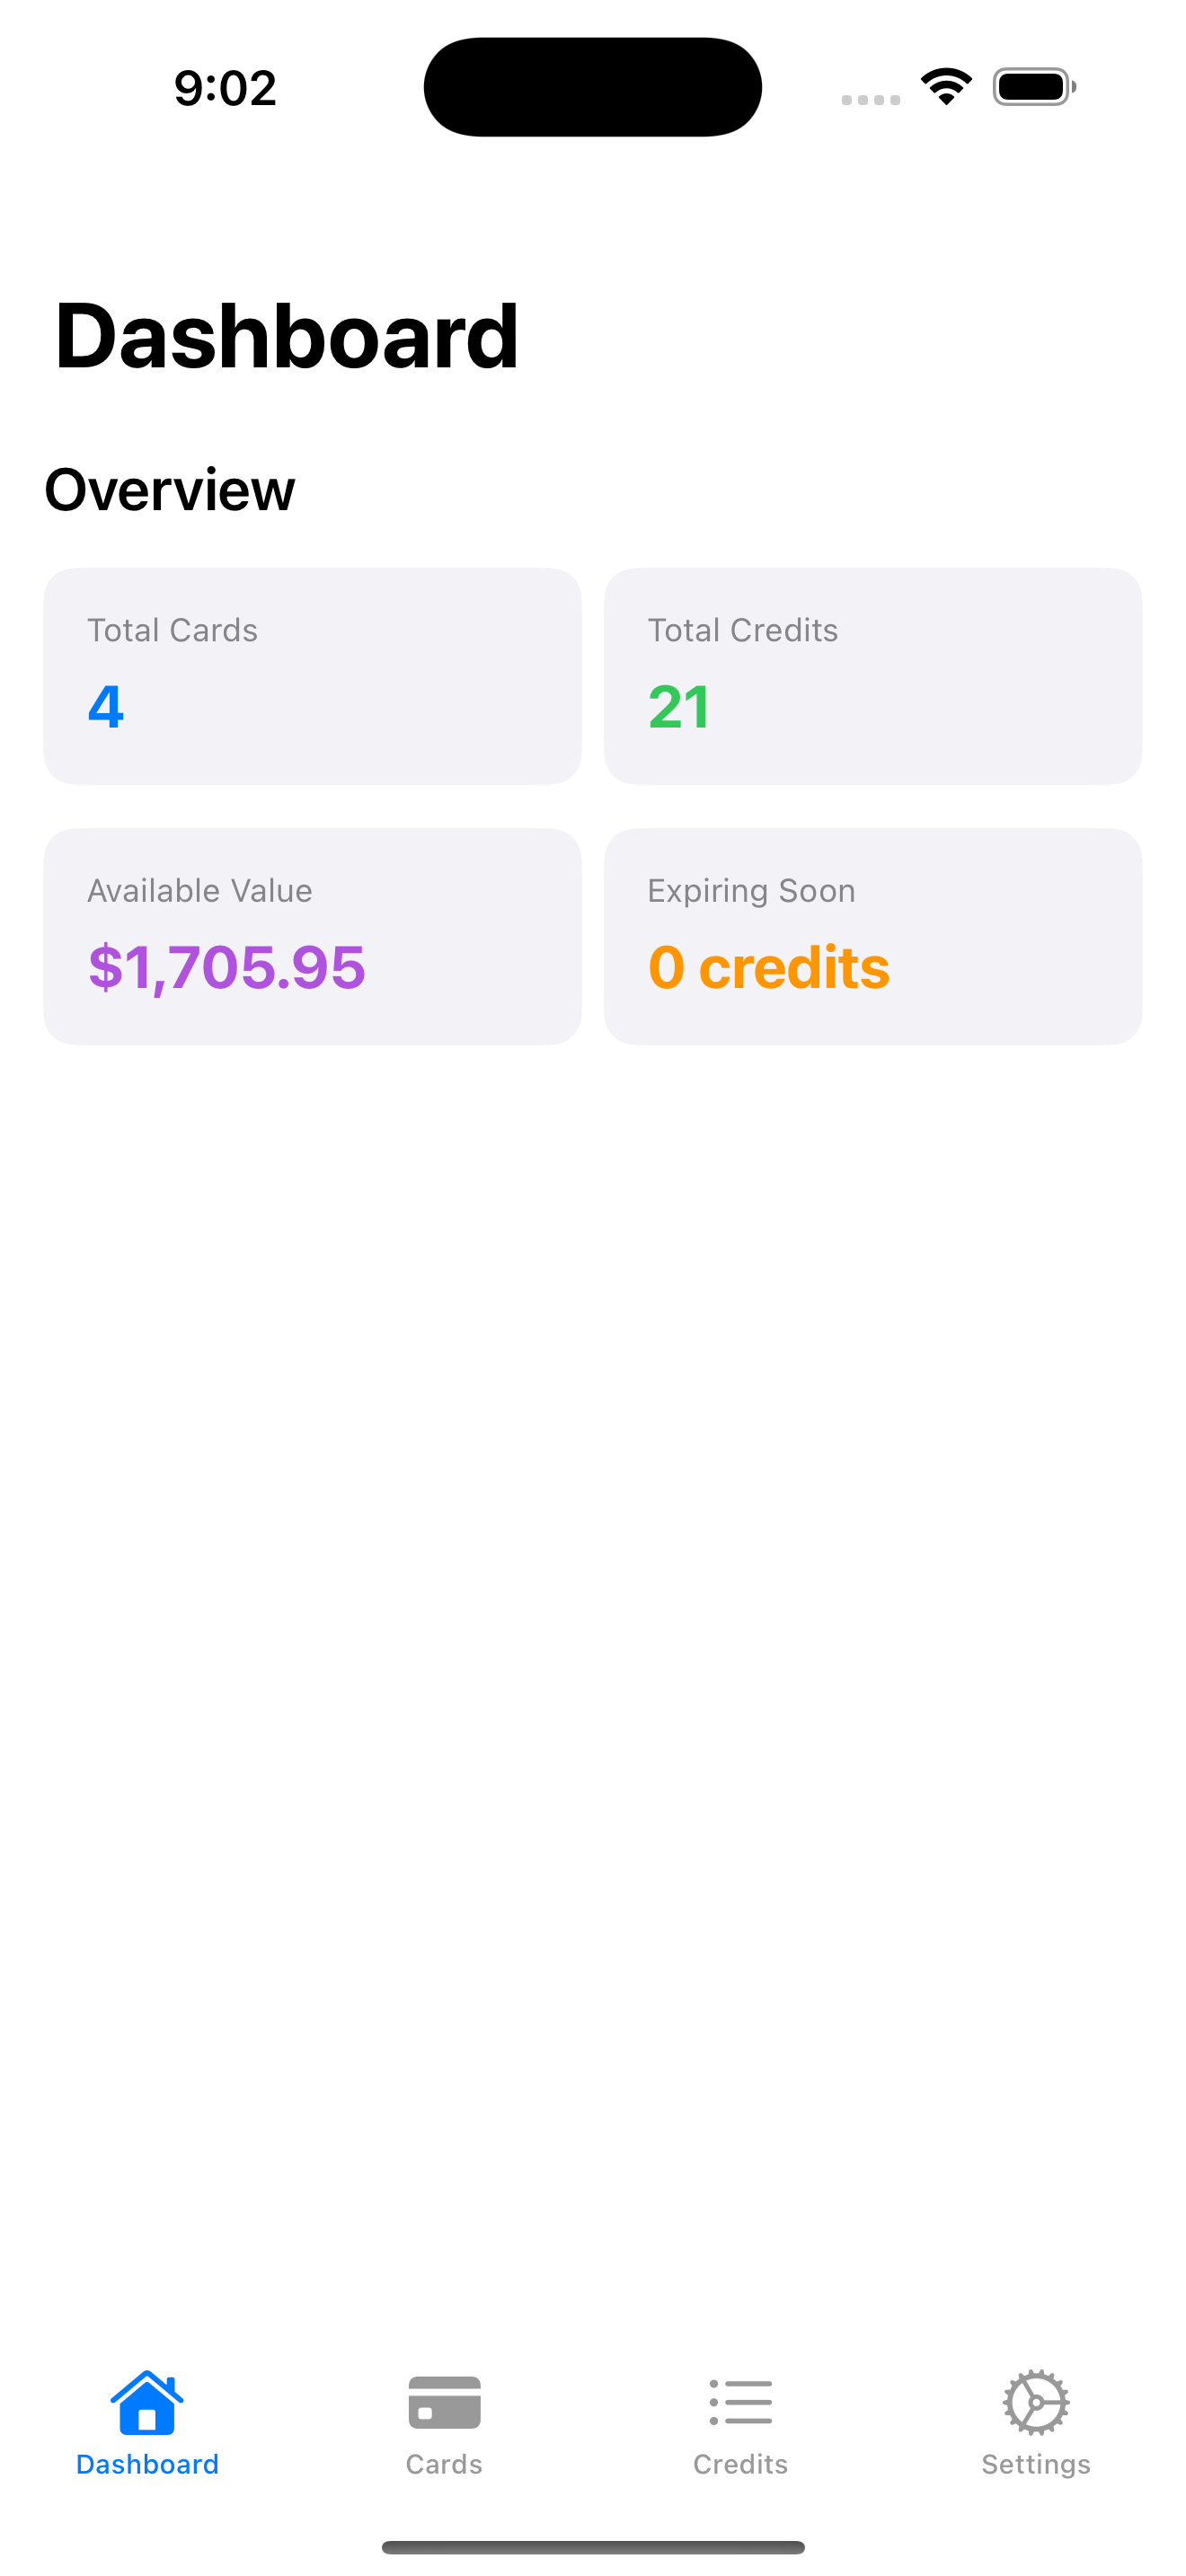 9:02
Dashboard
Overview
Total Cards
4
Total Credits
21
Available Value
$1,705.95
Expiring Soon
0 credits
Dashboard
Cards
Credits
Settings